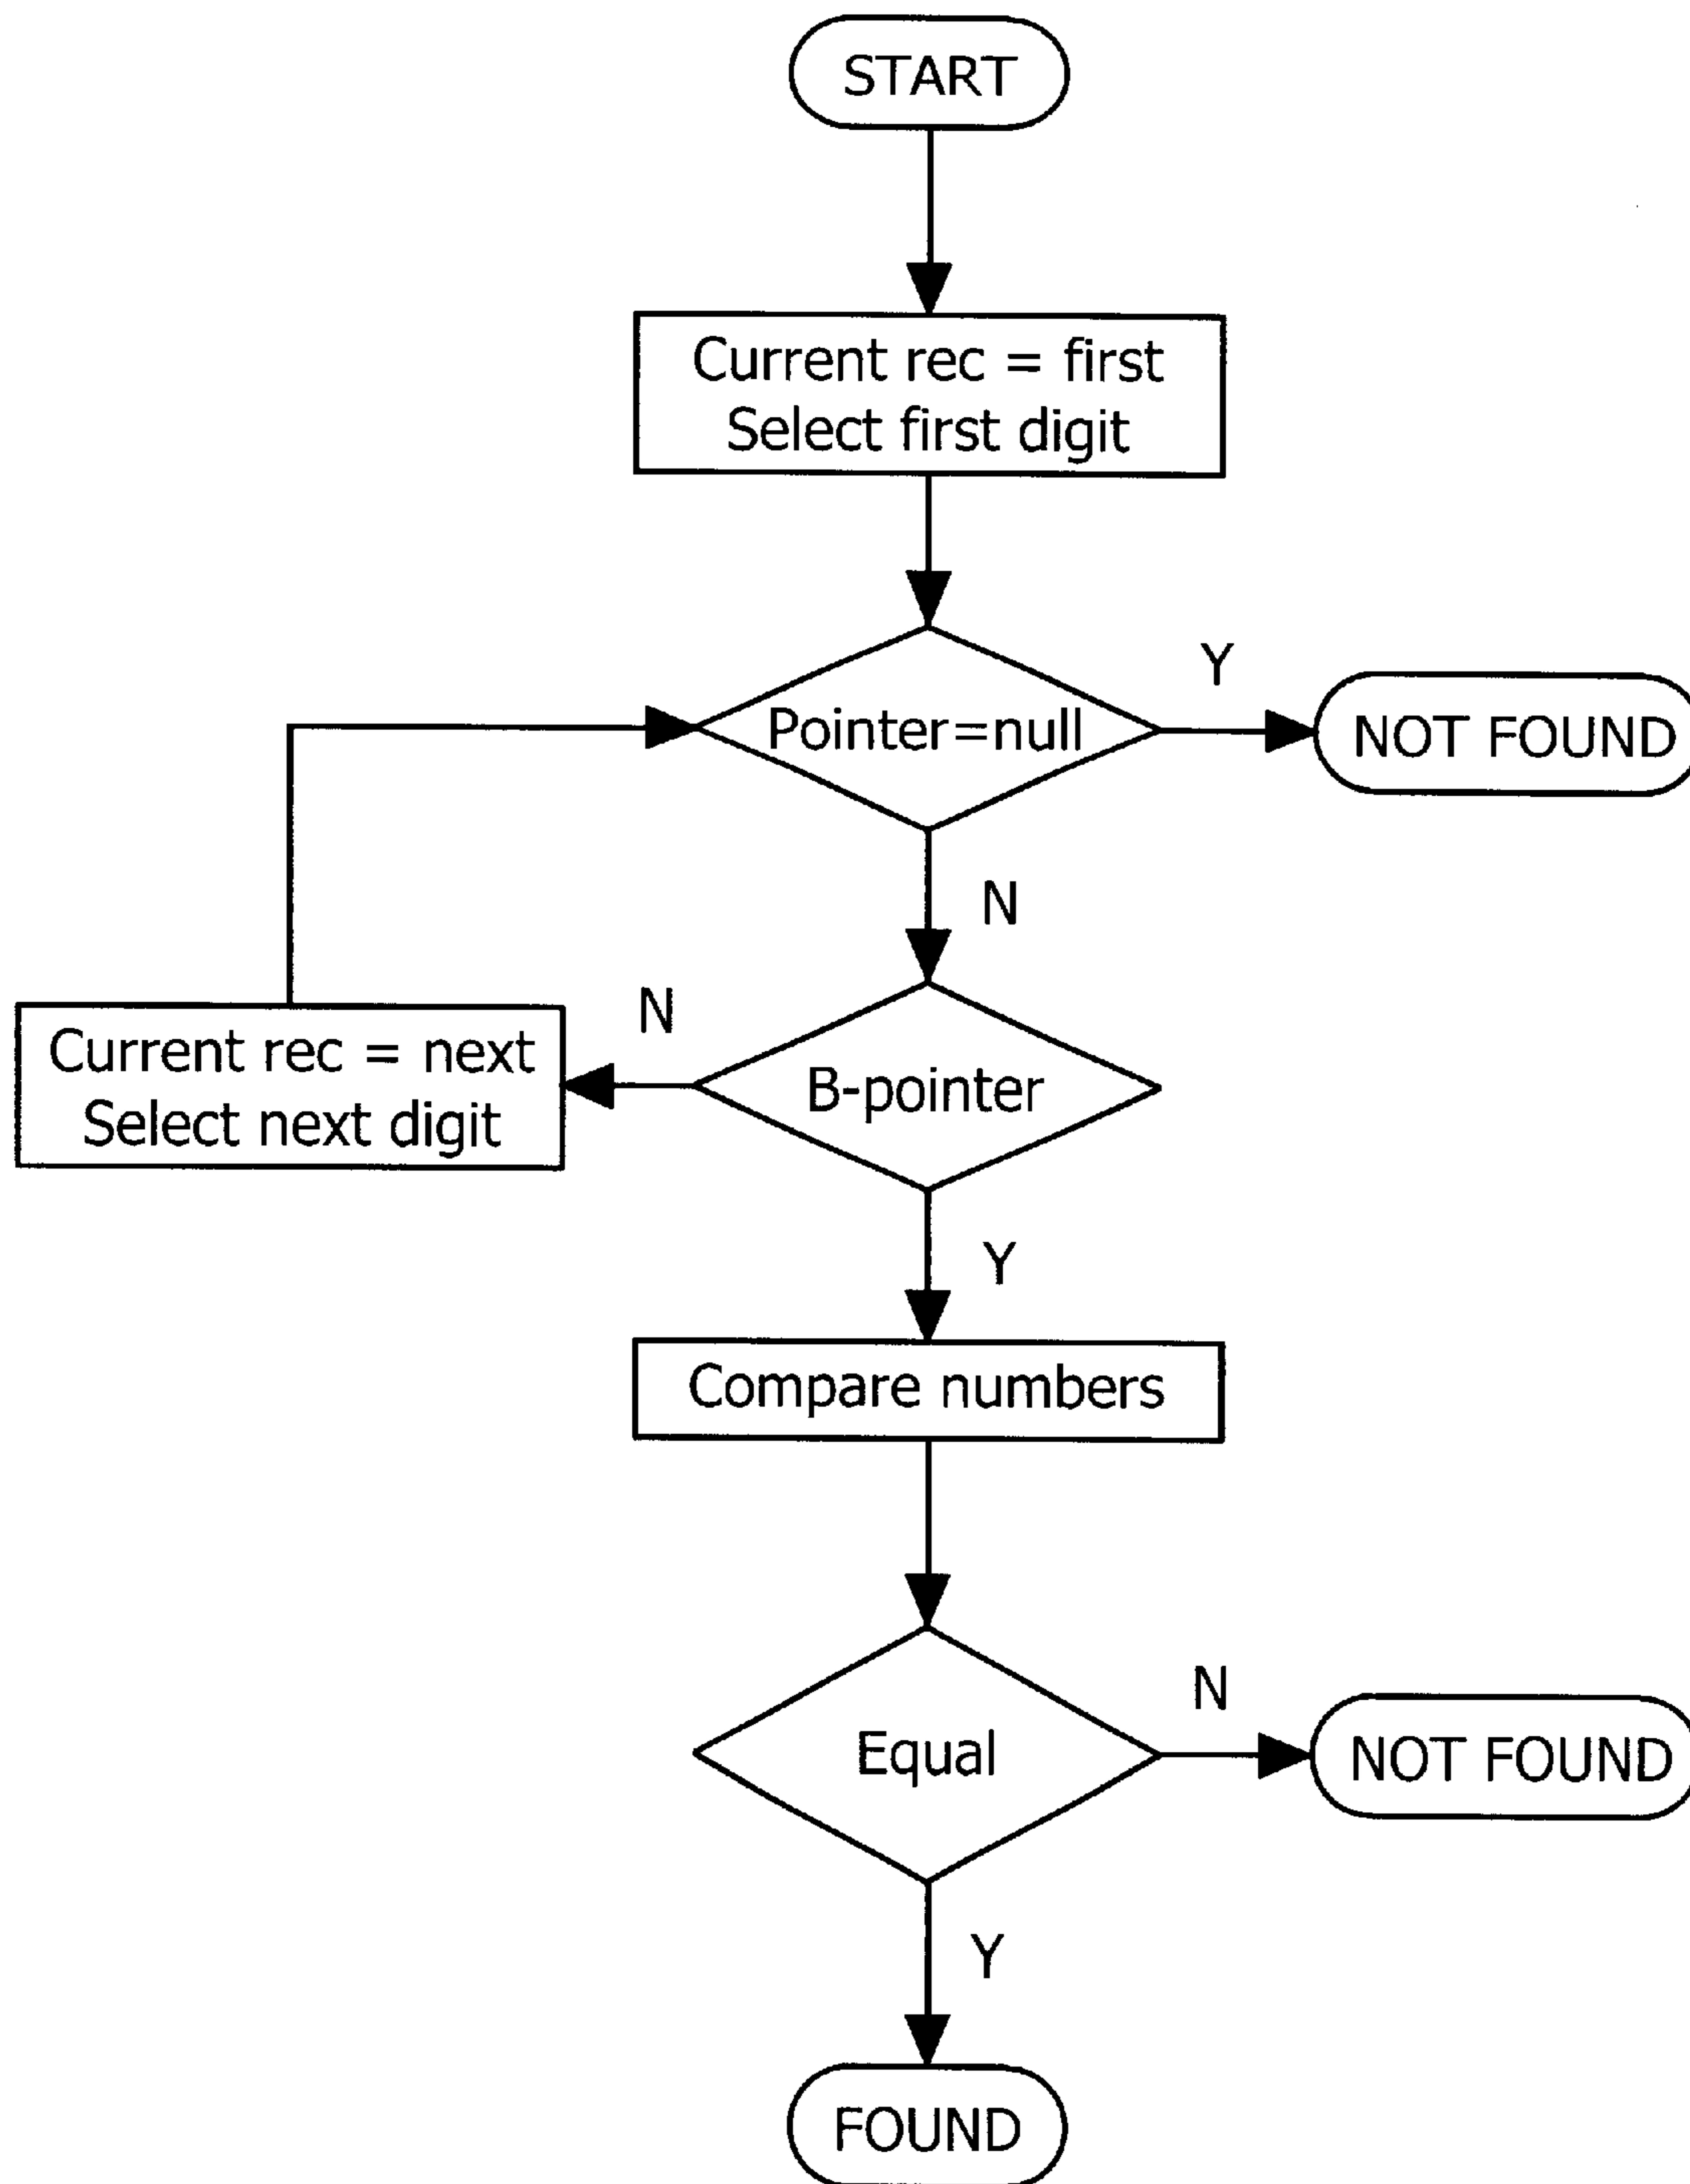 START
Current rec = first
Select first digit
Y
Pointer=null
NOT FOUND
N
N
Current rec = next
Select next digit
B-pointer
Y
Compare numbers
N
Equal
NOT FOUND
Y
FOUND